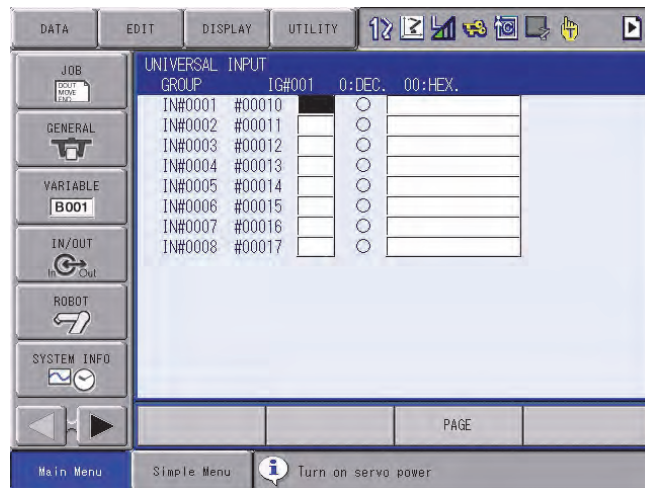 DATA EDIT DISPLAY UTILITY 12
JOB
DOUT
MOVE
END
GENERAL
VARIABLE
B001
IN/OUT
In Out
ROBOT
SYSTEM INFO
UNIVERSAL INPUT
GROUP IG#001 0:DEC. 00:HEX.
IN#0001 #00010
IN#0002 #00011
IN#0003 #00012
IN#0004 #00013
IN#0005 #00014
IN#0006 #00015
IN#0007 #00016
IN#0008 #00017
PAGE
Main Menu Simple Menu Turn on servo power